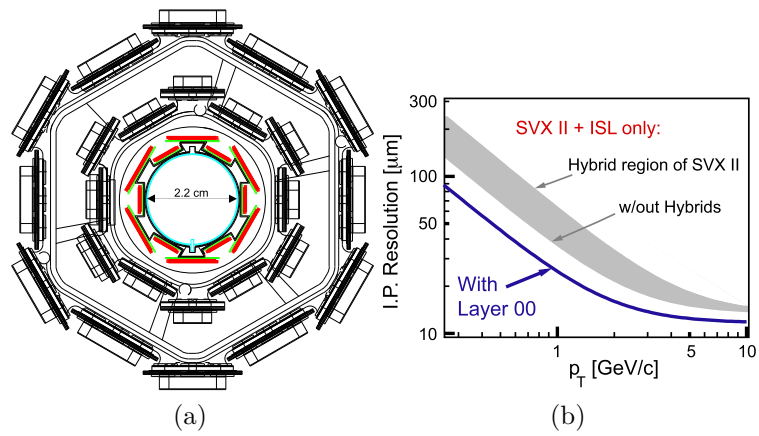 2.2 cm
(a)
I.P. Resolution [μm]
300
100
50
10
SVX II + ISL only:
Hybrid region of SVX II
w/out Hybrids
With
Layer 00
1
5
10
p_T [GeV/c]
(b)